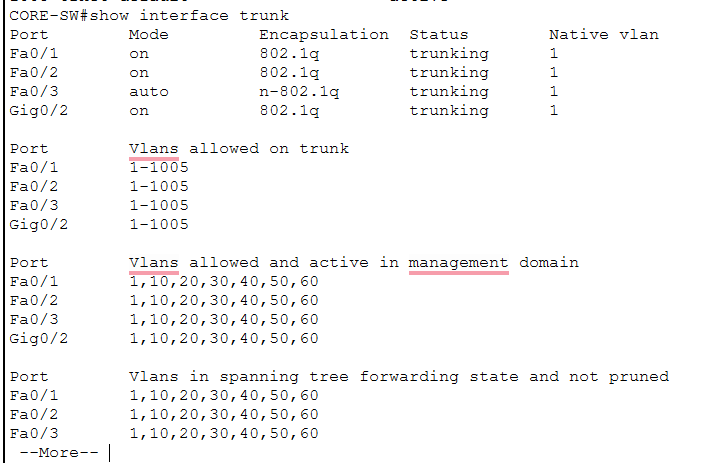 CORE-SW#show interface trunk
Port Mode Encapsulation Status Native vlan
Fa0/1 on 802.1q trunking 1
Fa0/2 on 802.1q trunking 1
Fa0/3 auto n-802.1q trunking 1
Gig0/2 on 802.1q trunking 1
Port Vlans allowed on trunk
Fa0/1 1-1005
Fa0/2 1-1005
Fa0/3 1-1005
Gig0/2 1-1005
Port Vlans allowed and active in management domain
Fa0/1 1,10,20,30,40,50,60
Fa0/2 1,10,20,30,40,50,60
Fa0/3 1,10,20,30,40,50,60
Gig0/2 1,10,20,30,40,50,60
Port Vlans in spanning tree forwarding state and not pruned
Fa0/1 1,10,20,30,40,50,60
Fa0/2 1,10,20,30,40,50,60
Fa0/3 1,10,20,30,40,50,60
--More--